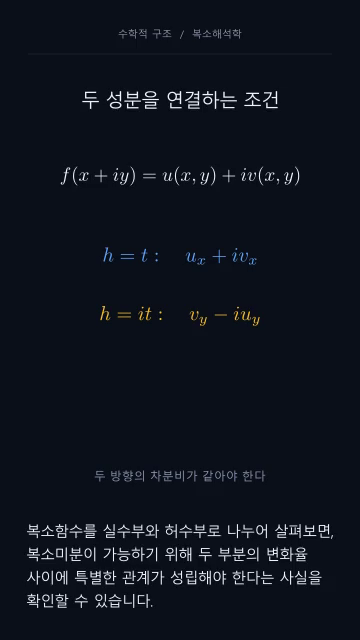 수학적 구조 / 복소해석학
두 성분을 연결하는 조건
f(x + iy) = u(x, y) + iv(x, y)
h = t : u_x + iv_x
h = it : v_y − iu_y
두 방향의 차분비가 같아야 한다
복소함수를 실수부와 허수부로 나누어 살펴보면,
복소미분이 가능하기 위해 두 부분의 변화율
사이에 특별한 관계가 성립해야 한다는 사실을
확인할 수 있습니다.